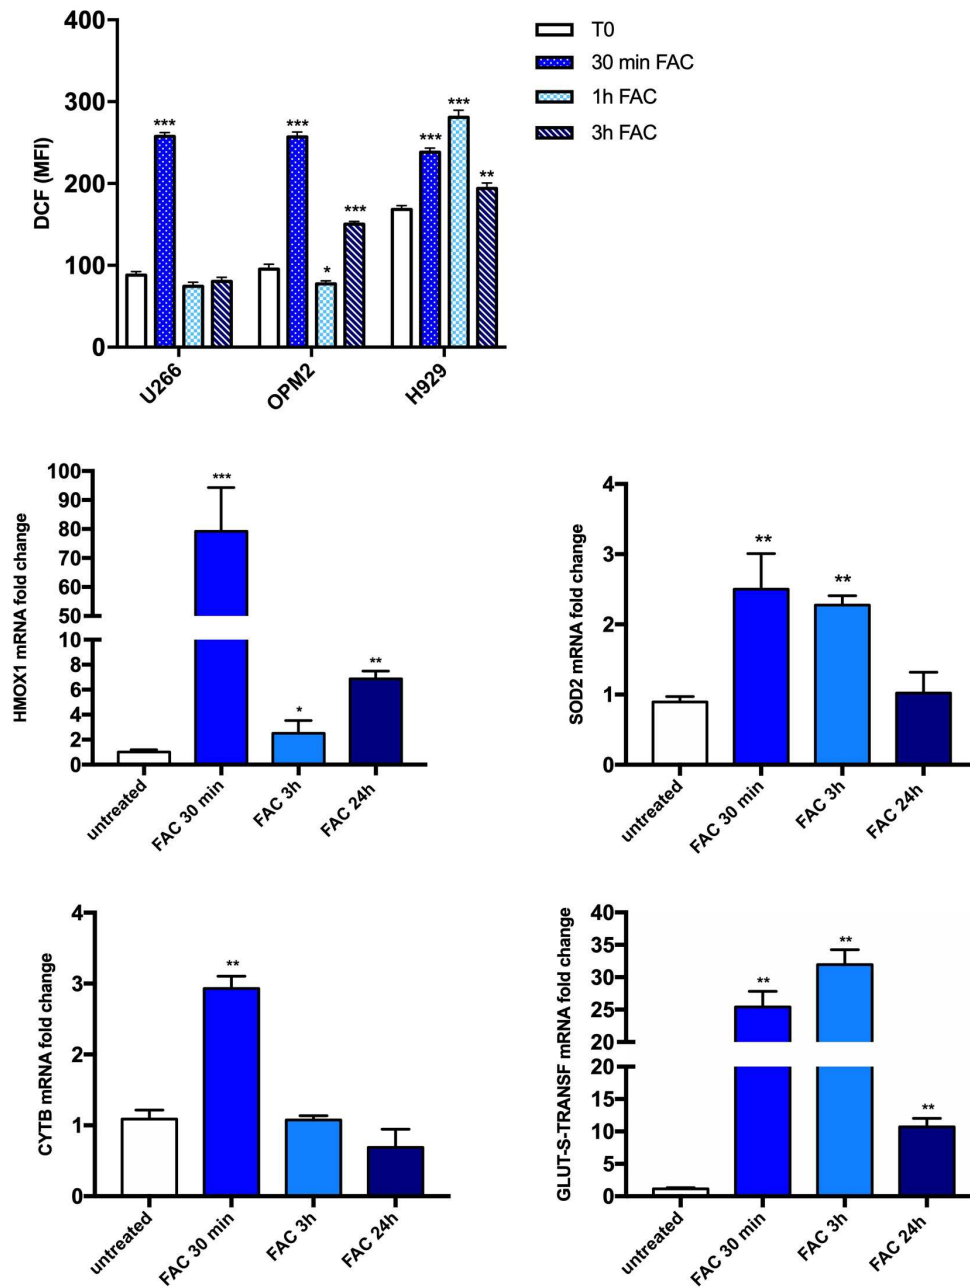 400
300
200
100
0
DCF (MFI)
***
***
*
***
***
***
**
U266
OPM2
H929
T0
30 min FAC
1h FAC
3h FAC
100
90
80
70
60
50
10
8
6
4
2
0
HMOX1 mRNA fold change
***
*
**
untreated
FAC 30 min
FAC 3h
FAC 24h
4
3
2
1
0
SOD2 mRNA fold change
**
**
untreated
FAC 30 min
FAC 3h
FAC 24h
4
3
2
1
0
CYTB mRNA fold change
**
untreated
FAC 30 min
FAC 3h
FAC 24h
40
35
30
25
20
20
15
10
5
0
GLUT-S-TRANSF mRNA fold change
**
**
**
untreated
FAC 30 min
FAC 3h
FAC 24h